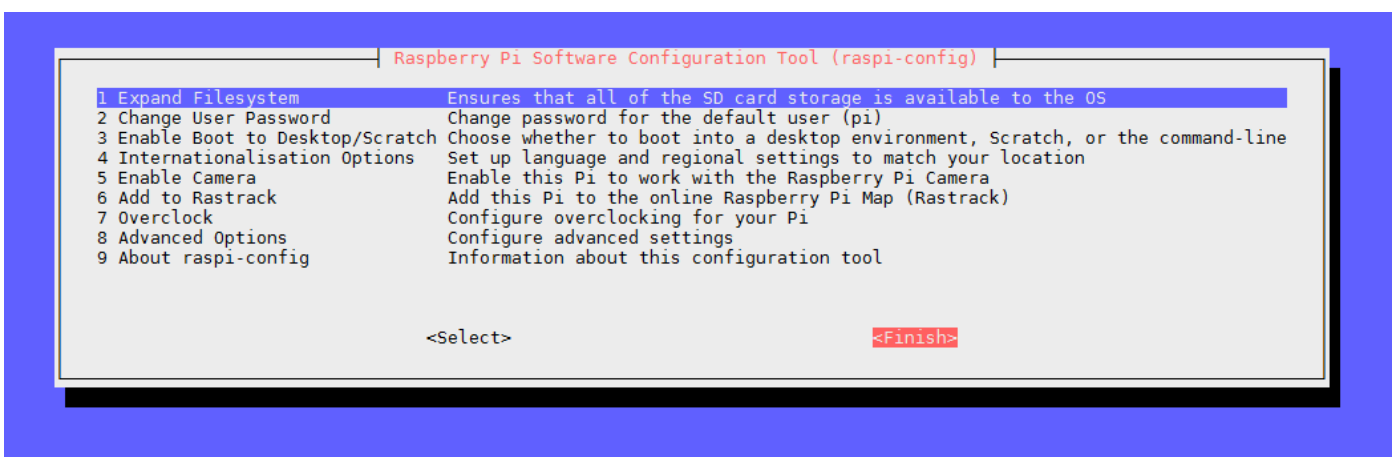 Raspberry Pi Software Configuration Tool (raspi-config)
1 Expand Filesystem Ensures that all of the SD card storage is available to the OS
2 Change User Password Change password for the default user (pi)
3 Enable Boot to Desktop/Scratch Choose whether to boot into a desktop environment, Scratch, or the command-line
4 Internationalisation Options Set up language and regional settings to match your location
5 Enable Camera Enable this Pi to work with the Raspberry Pi Camera
6 Add to Rastrack Add this Pi to the online Raspberry Pi Map (Rastrack)
7 Overclock Configure overclocking for your Pi
8 Advanced Options Configure advanced settings
9 About raspi-config Information about this configuration tool
<Select> <Finish>